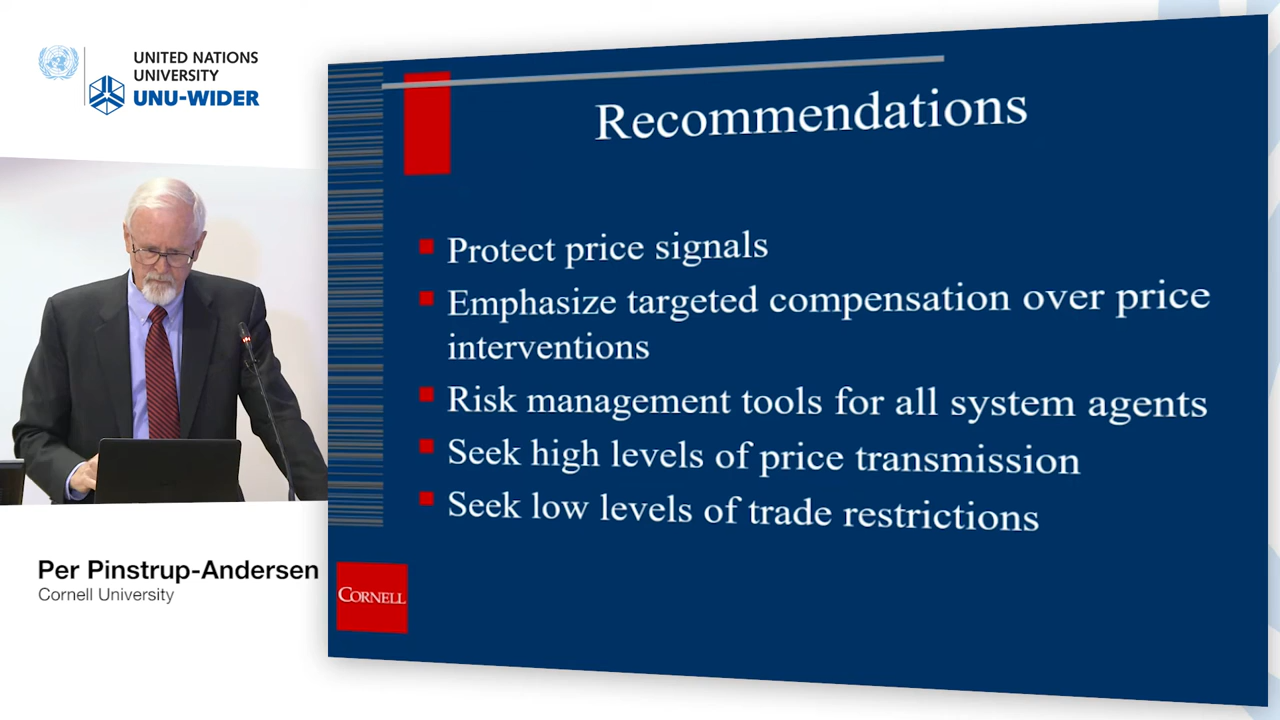 UNITED NATIONS
UNIVERSITY
UNU-WIDER
Recommendations
Protect price signals
Emphasize targeted compensation over price
interventions
Risk management tools for all system agents
Seek high levels of price transmission
Seek low levels of trade restrictions
Per Pinstrup-Andersen
Cornell University
CORNELL